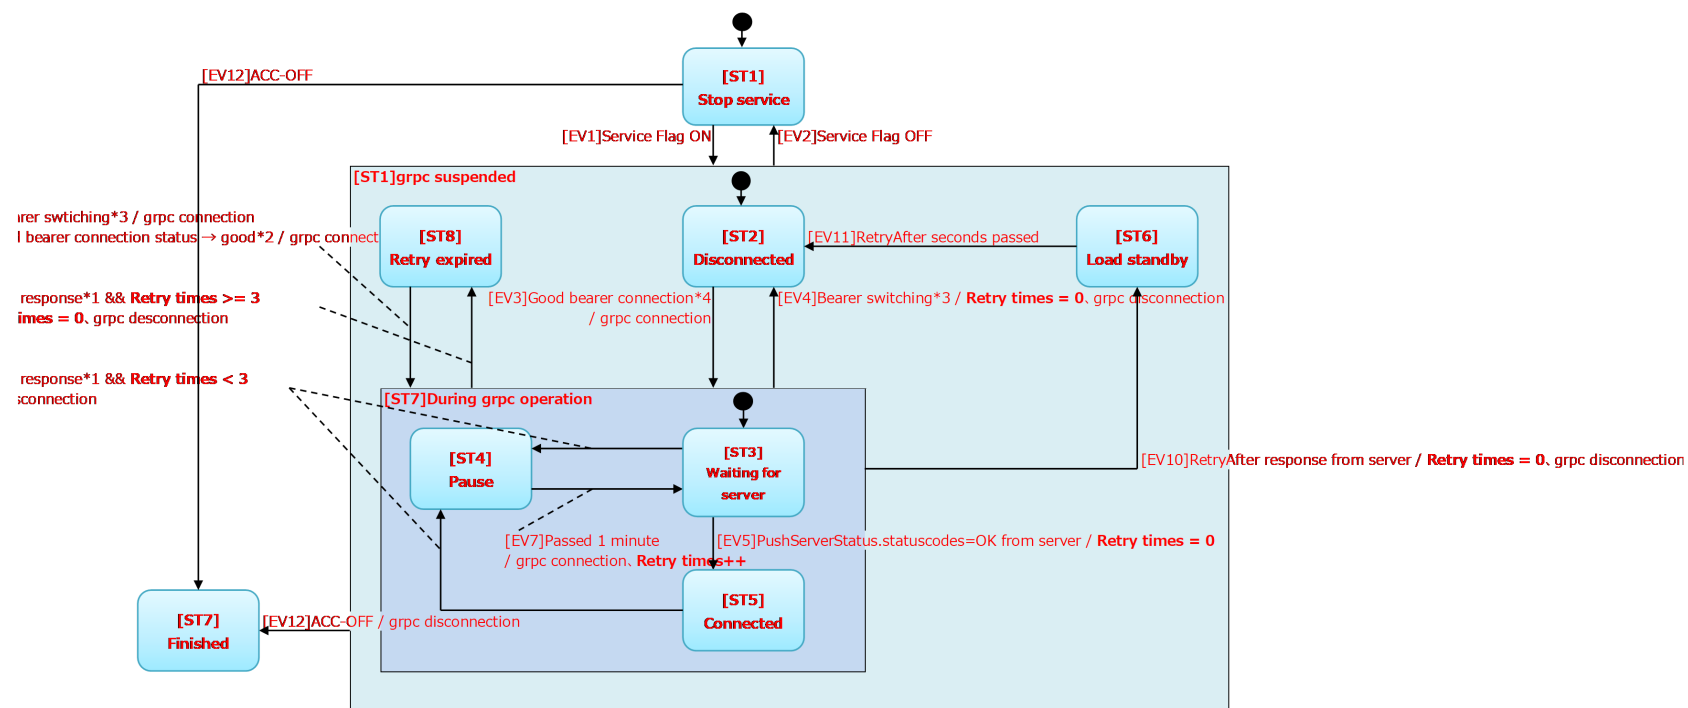 [ST1]
Stop service
[EV12]ACC-OFF
[EV1]Service Flag ON
[EV2]Service Flag OFF
[ST1]grpc suspended
swtiching*3 / grpc connection
bearer connection status → good*2 / grpc connect
[ST8]
Retry expired
[ST2]
Disconnected
[EV11]RetryAfter seconds passed
[ST6]
Load standby
response*1 && Retry times >= 3
= 0、grpc desconnection
[EV3]Good bearer connection*4
/ grpc connection
[EV4]Bearer switching*3 / Retry times = 0、grpc disconnection
response*1 && Retry times < 3
[ST7]During grpc operation
[ST4]
Pause
[ST3]
Waiting for
server
[EV10]RetryAfter response from server / Retry times = 0、grpc disconnection
[EV7]Passed 1 minute
/ grpc connection、Retry times++
[EV5]PushServerStatus.statuscodes=OK from server / Retry times = 0
[ST5]
Connected
[ST7]
Finished
[EV12]ACC-OFF / grpc disconnection